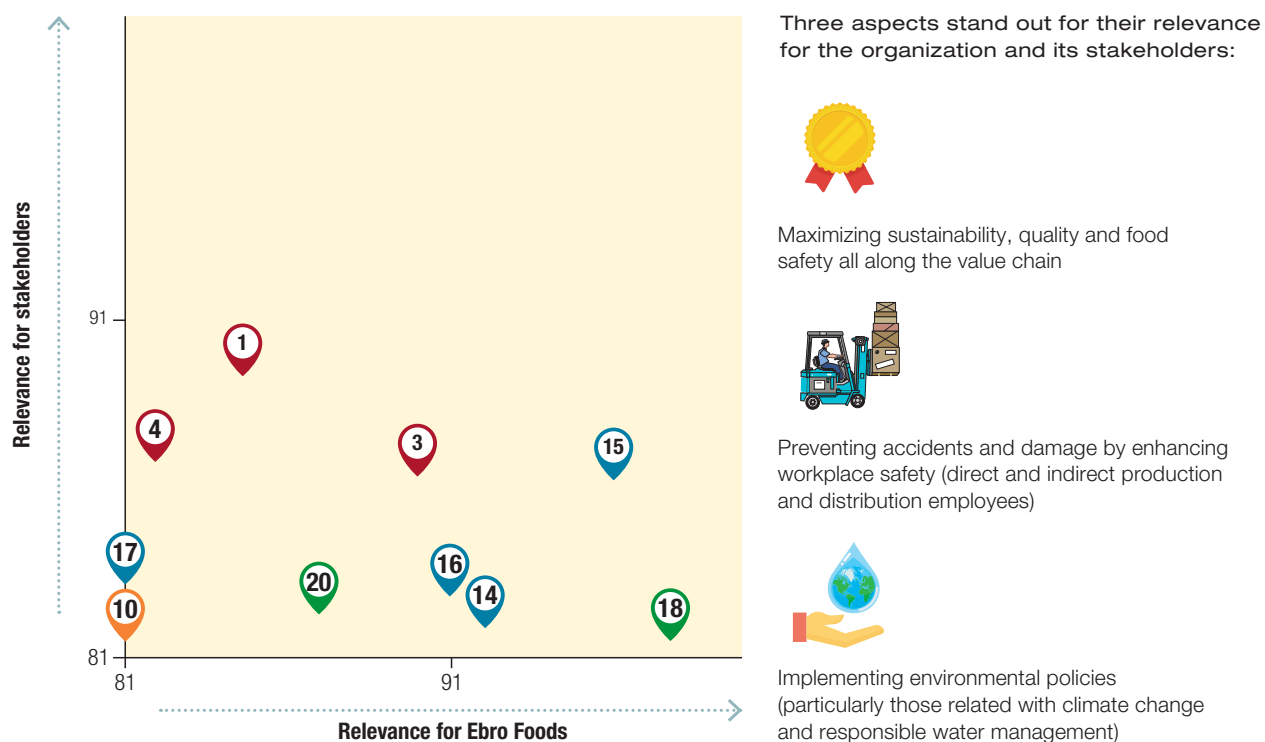 Three aspects stand out for their relevance
for the organization and its stakeholders:
Relevance for stakeholders
91
1
4
3
15
17
16
20
14
10
18
81
81
91
Relevance for Ebro Foods
Maximizing sustainability, quality and food
safety all along the value chain
Preventing accidents and damage by enhancing
workplace safety (direct and indirect production
and distribution employees)
Implementing environmental policies
(particularly those related with climate change
and responsible water management)